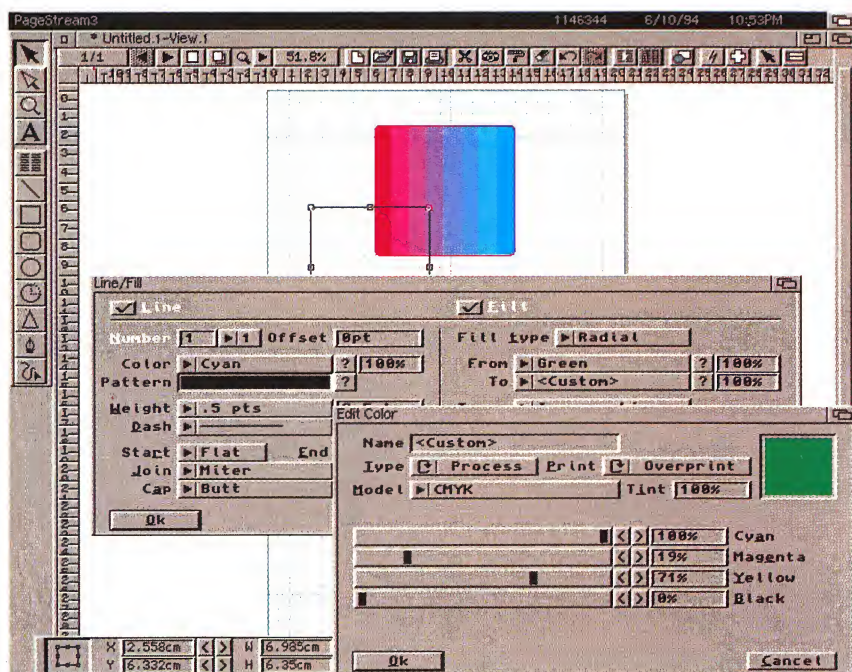 PageStream3 1146344 6/10/94 10:53PM
* Untitled.1-View.1
1/1 51.8%
Line/Fill
Line Fill
Number 1 1 Offset 0pt Fill type Radial
Color Cyan ? 100% From Green ? 100%
Pattern ? To <Custom> ? 100%
Weight .5 pts
Dash
Start Flat End
Join Miter
Cap Butt
Ok
Edit Color
Name <Custom>
Type Process Print Overprint
Model CMYK Tint 100%
100% Cyan
19% Magenta
71% Yellow
0% Black
Ok Cancel
X 2.558cm W 6.985cm
Y 6.332cm H 6.35cm